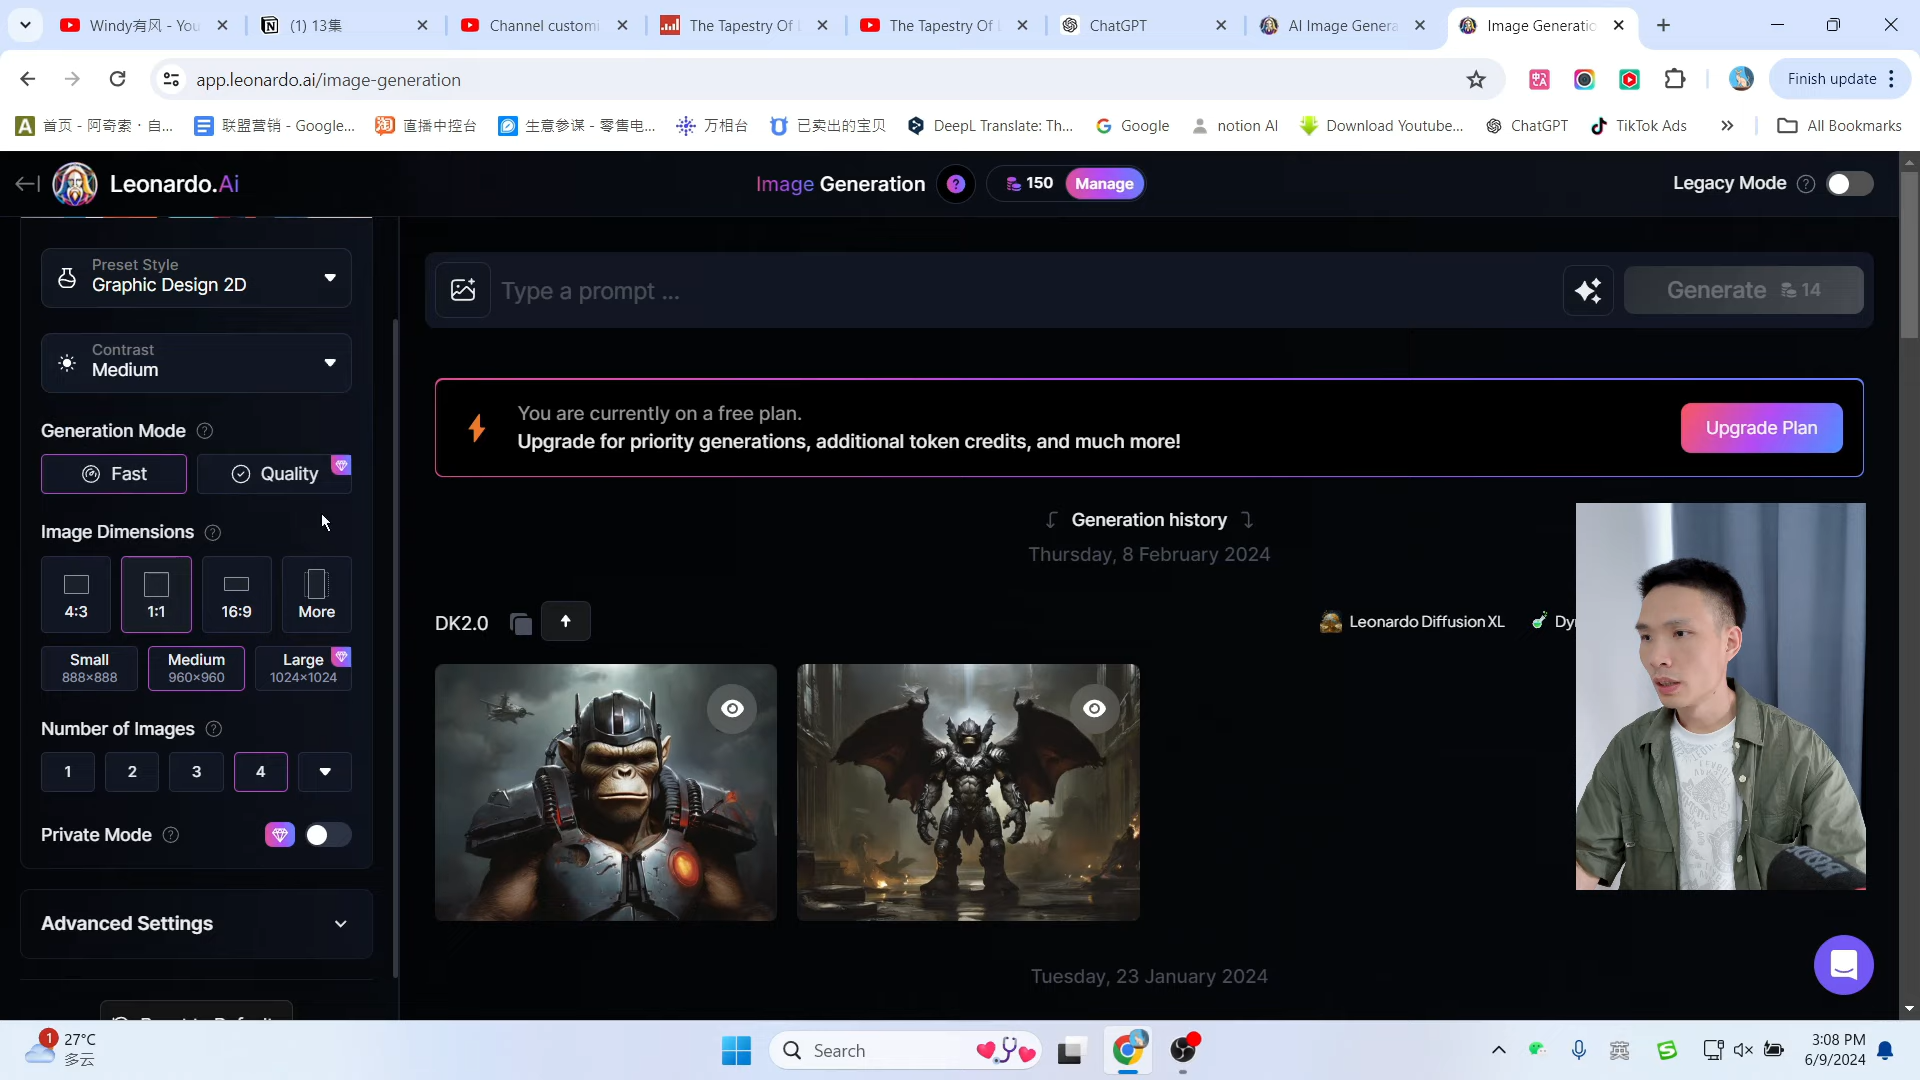 Windy有风 - You
(1) 13集
Channel customi
The Tapestry Of
The Tapestry Of L
ChatGPT
AI Image Genera
Image Generatio
app.leonardo.ai/image-generation
Finish update
首页 - 阿奇索 · 自...
联盟营销 - Google...
直播中控台
生意参谋 - 零售电...
万相台
已卖出的宝贝
DeepL Translate: Th...
Google
notion AI
Download Youtube...
ChatGPT
TikTok Ads
All Bookmarks
Leonardo.Ai
Image Generation
150 Manage
Legacy Mode
Preset Style
Graphic Design 2D
Type a prompt ...
Generate 14
Contrast
Medium
You are currently on a free plan.
Upgrade for priority generations, additional token credits, and much more!
Upgrade Plan
Generation Mode
Fast
Quality
Generation history
Thursday, 8 February 2024
Image Dimensions
4:3
1:1
16:9
More
DK2.0
Leonardo Diffusion XL
Small
888×888
Medium
960×960
Large
1024×1024
Number of Images
1
2
3
4
Private Mode
Advanced Settings
Tuesday, 23 January 2024
1
27°C
多云
Search
英
3:08 PM
6/9/2024